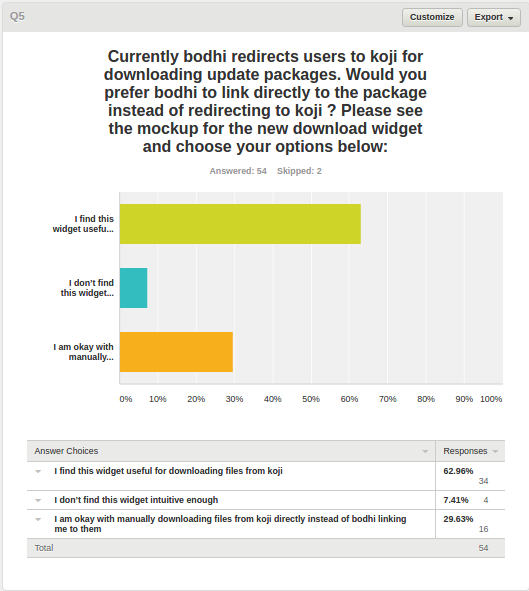 Q5
Customize
Export
Currently bodhi redirects users to koji for
downloading update packages. Would you
prefer bodhi to link directly to the package
instead of redirecting to koji ? Please see
the mockup for the new download widget
and choose your options below:
Answered: 54 Skipped: 2
I find this
widget usefu...
I don't find
this widget...
I am okay with
manually...
0% 10% 20% 30% 40% 50% 60% 70% 80% 90% 100%
Answer Choices Responses
I find this widget useful for downloading files from koji 62.96%
34
I don't find this widget intuitive enough 7.41% 4
I am okay with manually downloading files from koji directly instead of bodhi linking 29.63%
me to them 16
Total 54